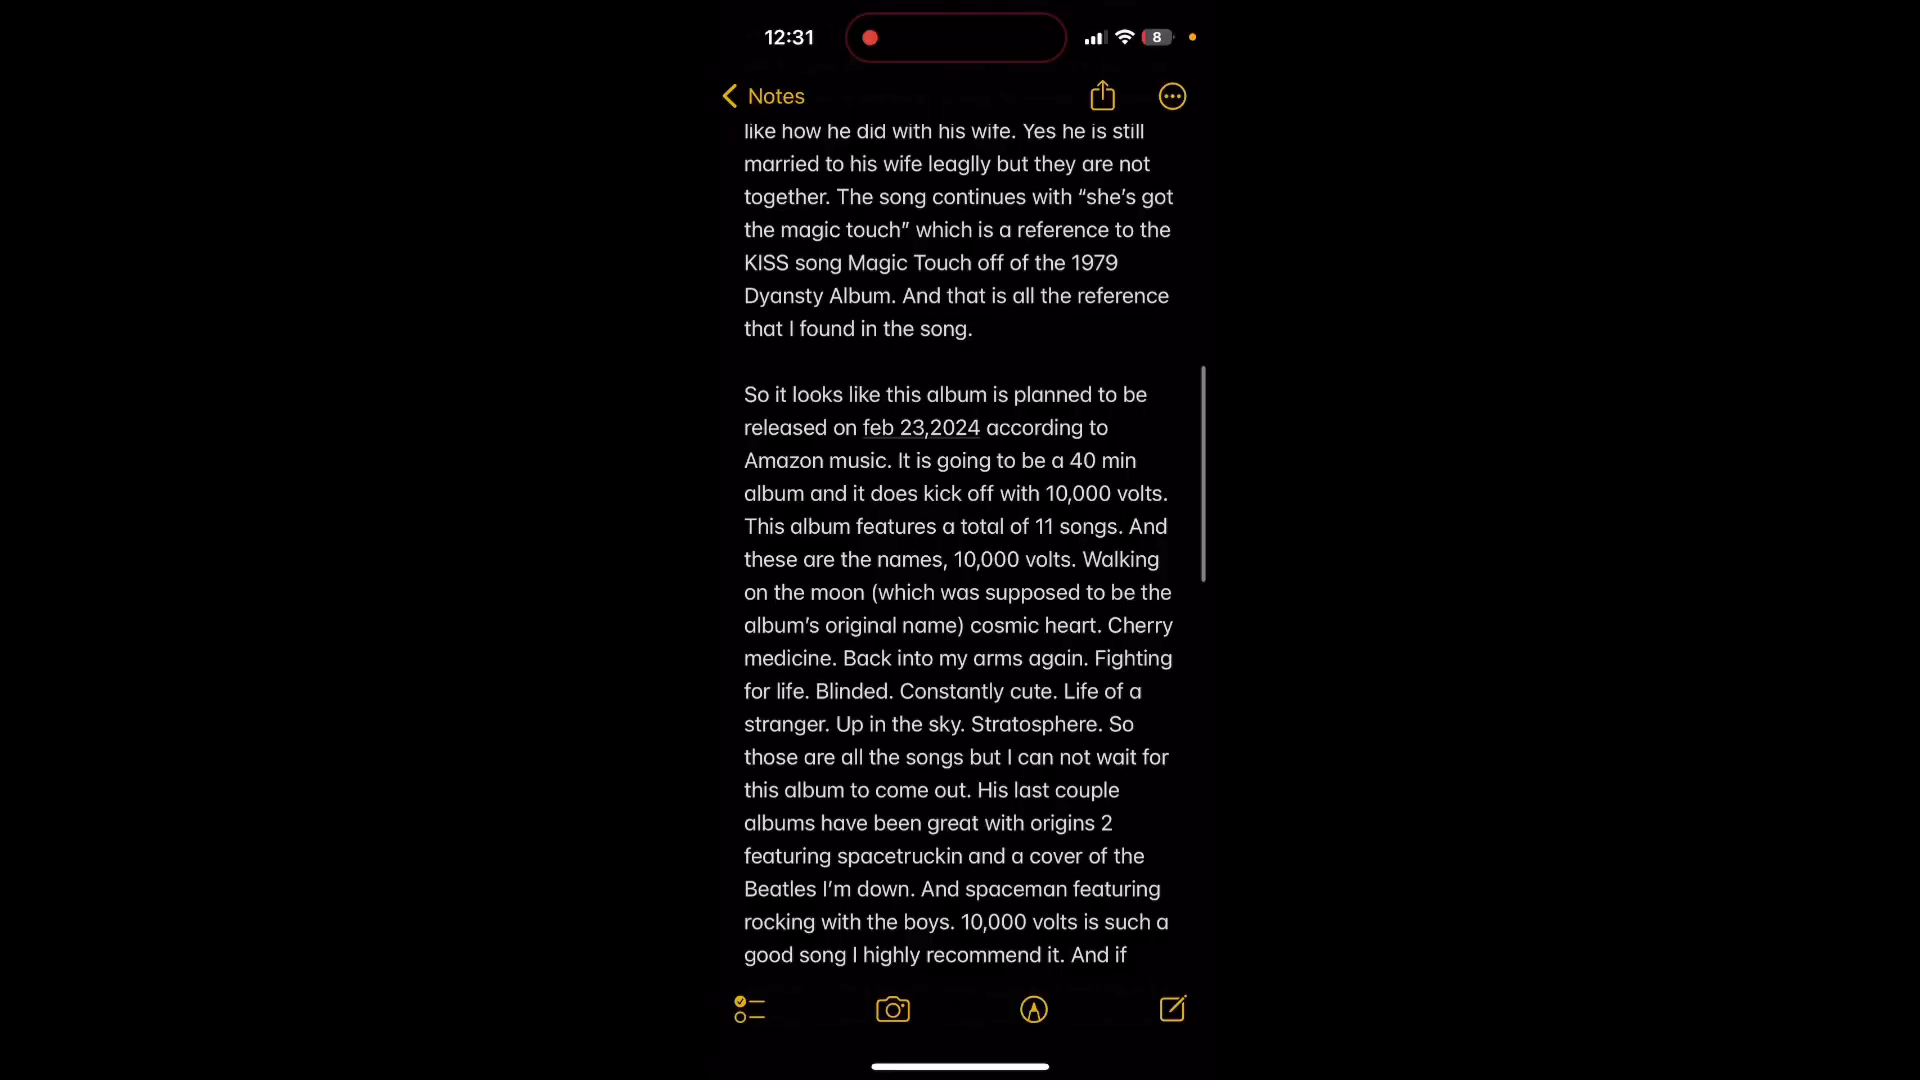 12:31
8
Notes
like how he did with his wife. Yes he is still
married to his wife leaglly but they are not
together. The song continues with “she’s got
the magic touch” which is a reference to the
KISS song Magic Touch off of the 1979
Dyansty Album. And that is all the reference
that I found in the song.
So it looks like this album is planned to be
released on feb 23,2024 according to
Amazon music. It is going to be a 40 min
album and it does kick off with 10,000 volts.
This album features a total of 11 songs. And
these are the names, 10,000 volts. Walking
on the moon (which was supposed to be the
album’s original name) cosmic heart. Cherry
medicine. Back into my arms again. Fighting
for life. Blinded. Constantly cute. Life of a
stranger. Up in the sky. Stratosphere. So
those are all the songs but I can not wait for
this album to come out. His last couple
albums have been great with origins 2
featuring spacetruckin and a cover of the
Beatles I’m down. And spaceman featuring
rocking with the boys. 10,000 volts is such a
good song I highly recommend it. And if